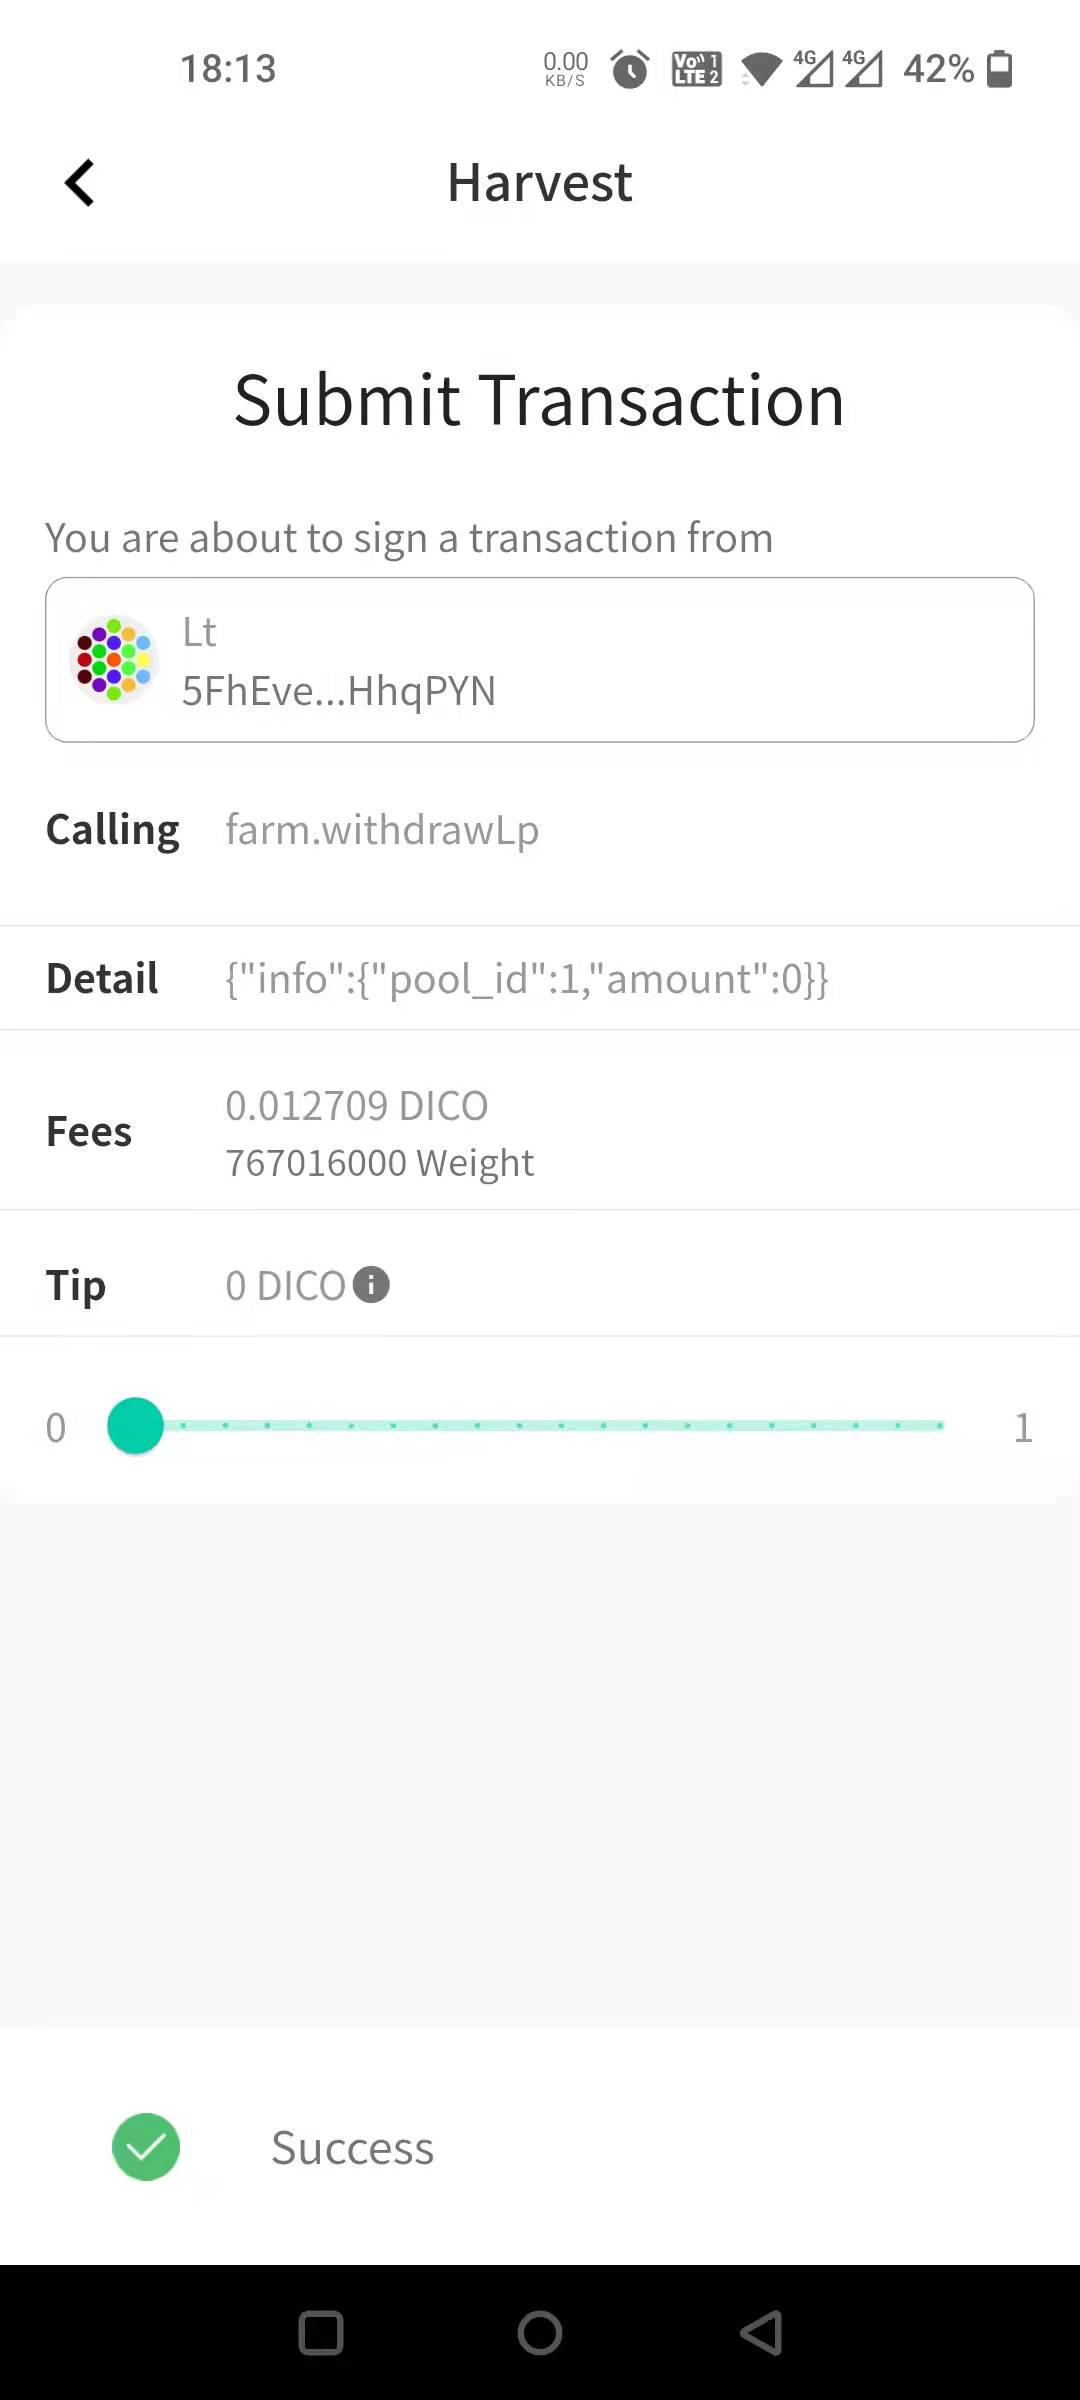 18:13 0.00 KB/S Vo)) 1 LTE 2 4G 4G 42%
Harvest
Submit Transaction
You are about to sign a transaction from
Lt
5FhEve...HhqPYN
Calling farm.withdrawLp
Detail {"info":{"pool_id":1,"amount":0}}
Fees 0.012709 DICO
767016000 Weight
Tip 0 DICO
0 1
Success